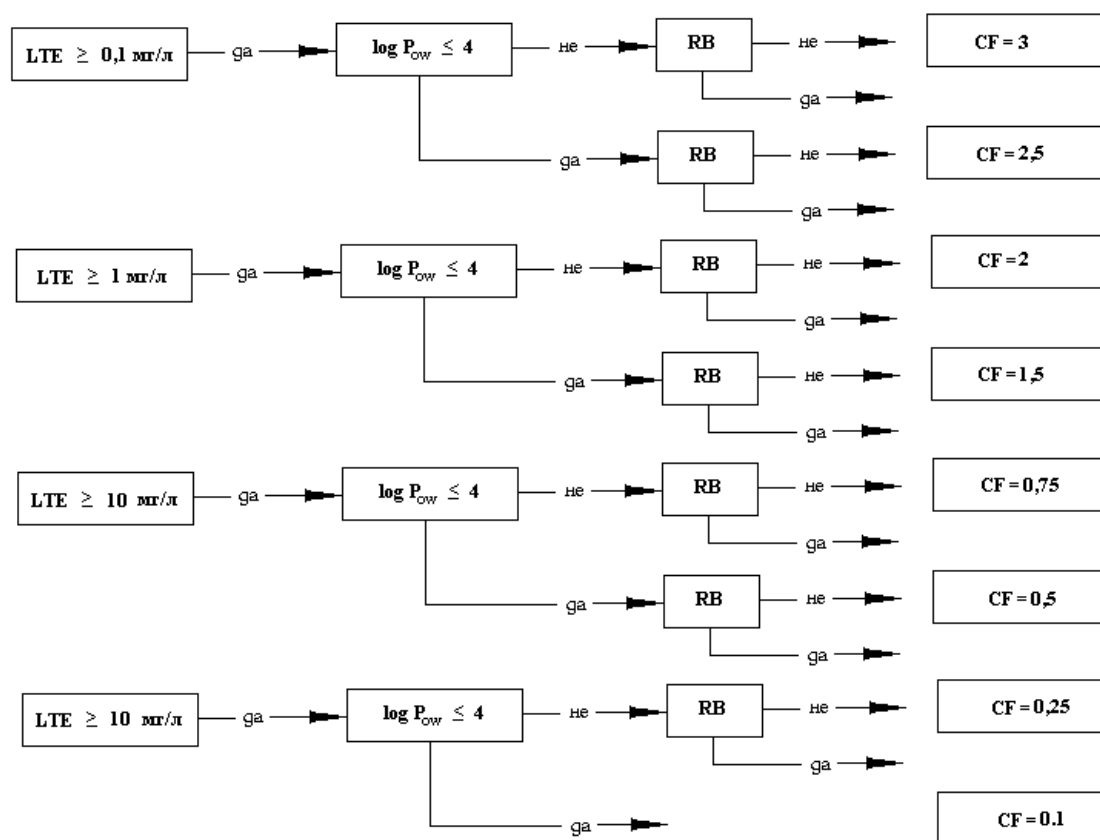 LTE ≥ 0,1 мг/л да log P_ow ≤ 4 не RB не CF = 3
да
да RB не CF = 2,5
да
LTE ≥ 1 мг/л да log P_ow ≤ 4 не RB не CF = 2
да
да RB не CF = 1,5
да
LTE ≥ 10 мг/л да log P_ow ≤ 4 не RB не CF = 0,75
да
да RB не CF = 0,5
да
LTE ≥ 10 мг/л да log P_ow ≤ 4 не RB не CF = 0,25
да
да CF = 0.1